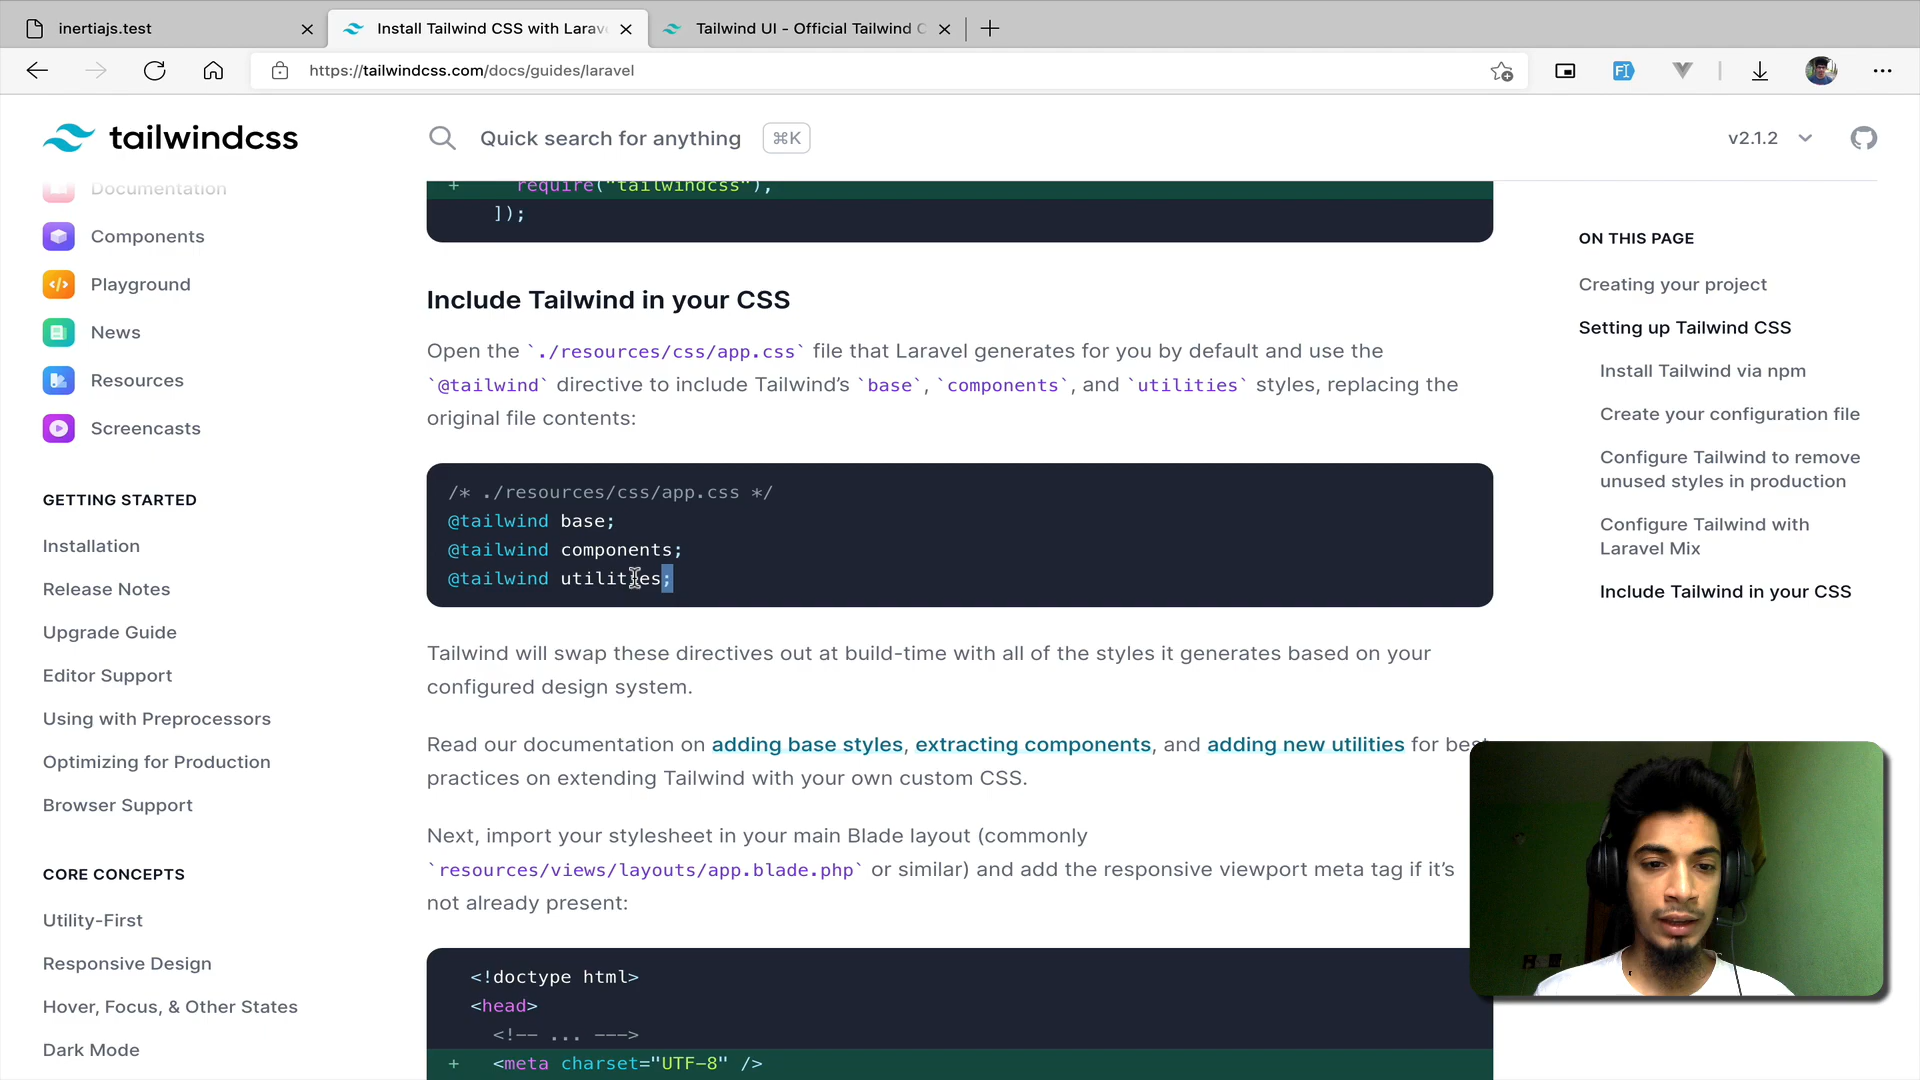 inertiajs.test
Install Tailwind CSS with Larav
Tailwind UI - Official Tailwind C
https://tailwindcss.com/docs/guides/laravel
tailwindcss
Quick search for anything
⌘K
v2.1.2
Documentation
Components
Playground
News
Resources
Screencasts
GETTING STARTED
Installation
Release Notes
Upgrade Guide
Editor Support
Using with Preprocessors
Optimizing for Production
Browser Support
CORE CONCEPTS
Utility-First
Responsive Design
Hover, Focus, & Other States
Dark Mode
+ require("tailwindcss"),
]);
Include Tailwind in your CSS
Open the `./resources/css/app.css` file that Laravel generates for you by default and use the
`@tailwind` directive to include Tailwind’s `base`, `components`, and `utilities` styles, replacing the
original file contents:
/* ./resources/css/app.css */
@tailwind base;
@tailwind components;
@tailwind utilities;
Tailwind will swap these directives out at build-time with all of the styles it generates based on your
configured design system.
Read our documentation on adding base styles, extracting components, and adding new utilities for best
practices on extending Tailwind with your own custom CSS.
Next, import your stylesheet in your main Blade layout (commonly
`resources/views/layouts/app.blade.php` or similar) and add the responsive viewport meta tag if it’s
not already present:
<!doctype html>
<head>
<!-- ... --->
+ <meta charset="UTF-8" />
ON THIS PAGE
Creating your project
Setting up Tailwind CSS
Install Tailwind via npm
Create your configuration file
Configure Tailwind to remove
unused styles in production
Configure Tailwind with
Laravel Mix
Include Tailwind in your CSS